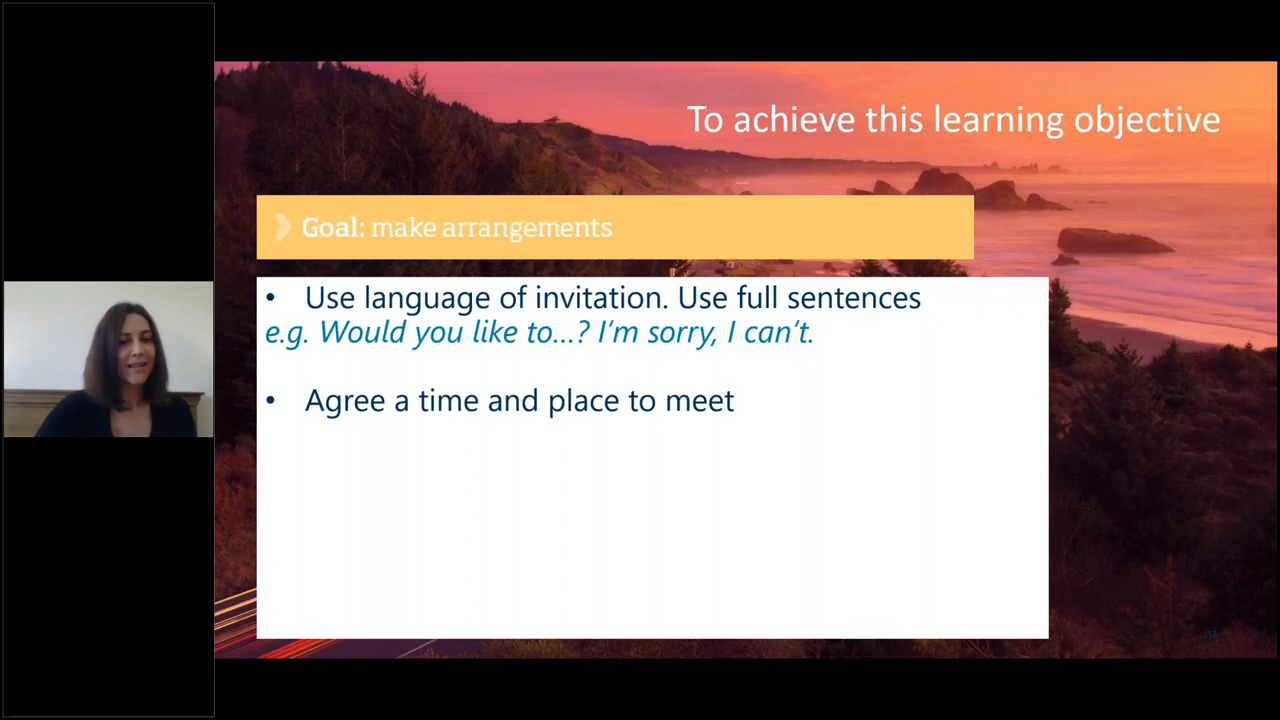 To achieve this learning objective
Goal: make arrangements
• Use language of invitation. Use full sentences
e.g. Would you like to...? I'm sorry, I can't.
• Agree a time and place to meet